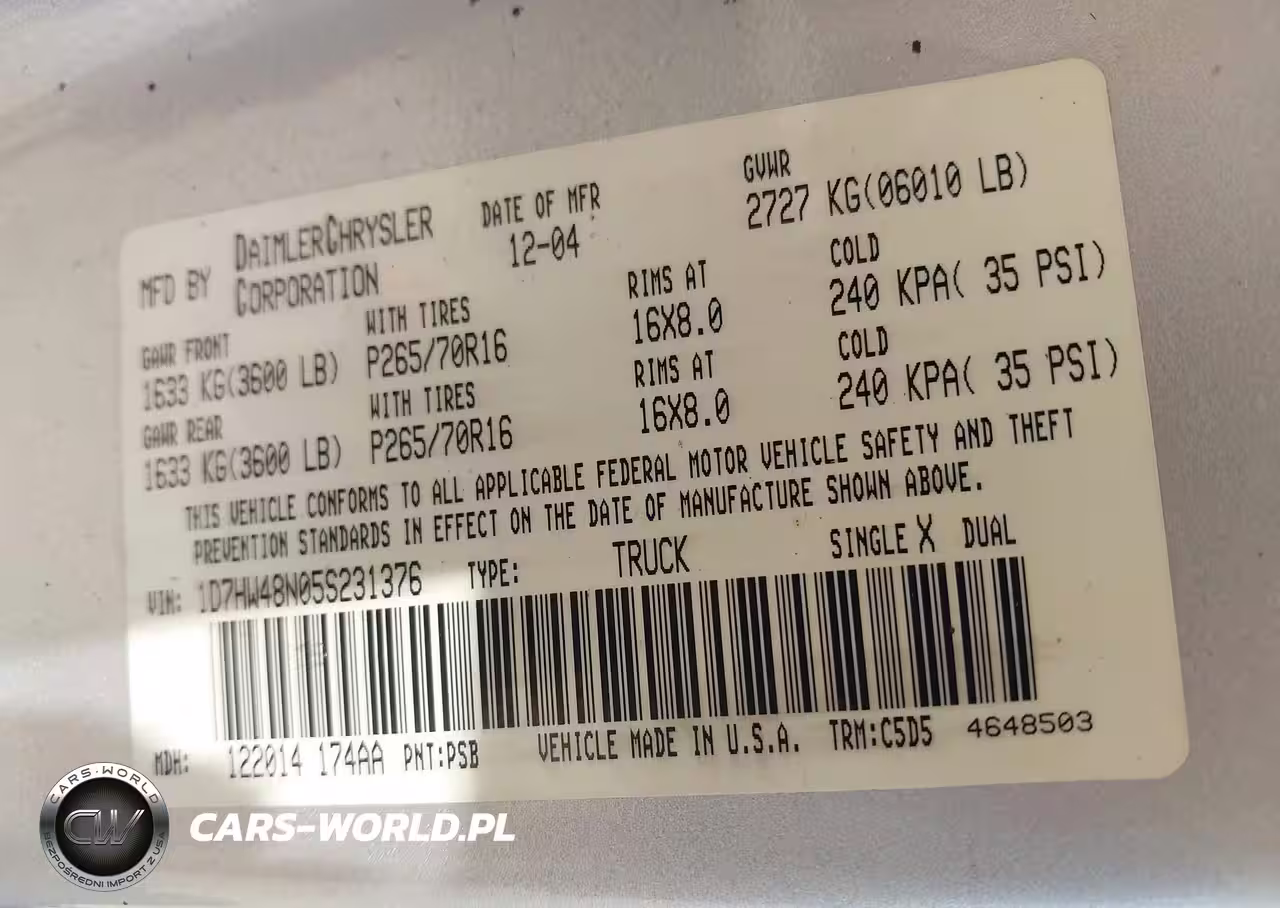 MFD BY DAIMLERCHRYSLER CORPORATION
DATE OF MFR 12-04
GVWR 2727 KG(06010 LB)
GAWR FRONT WITH TIRES RIMS AT COLD
1633 KG(3600 LB) P265/70R16 16X8.0 240 KPA( 35 PSI)
GAWR REAR WITH TIRES RIMS AT COLD
1633 KG(3600 LB) P265/70R16 16X8.0 240 KPA( 35 PSI)
THIS VEHICLE CONFORMS TO ALL APPLICABLE FEDERAL MOTOR VEHICLE SAFETY AND THEFT
PREVENTION STANDARDS IN EFFECT ON THE DATE OF MANUFACTURE SHOWN ABOVE.
VIN: 1D7HW48N05S231376 TYPE: TRUCK SINGLE X DUAL
MDH: 122014 174AA PNT:PSB VEHICLE MADE IN U.S.A. TRM:C5D5 4648503
CARS-WORLD
CW
BEZPOŚREDNI IMPORT Z USA
CARS-WORLD.PL